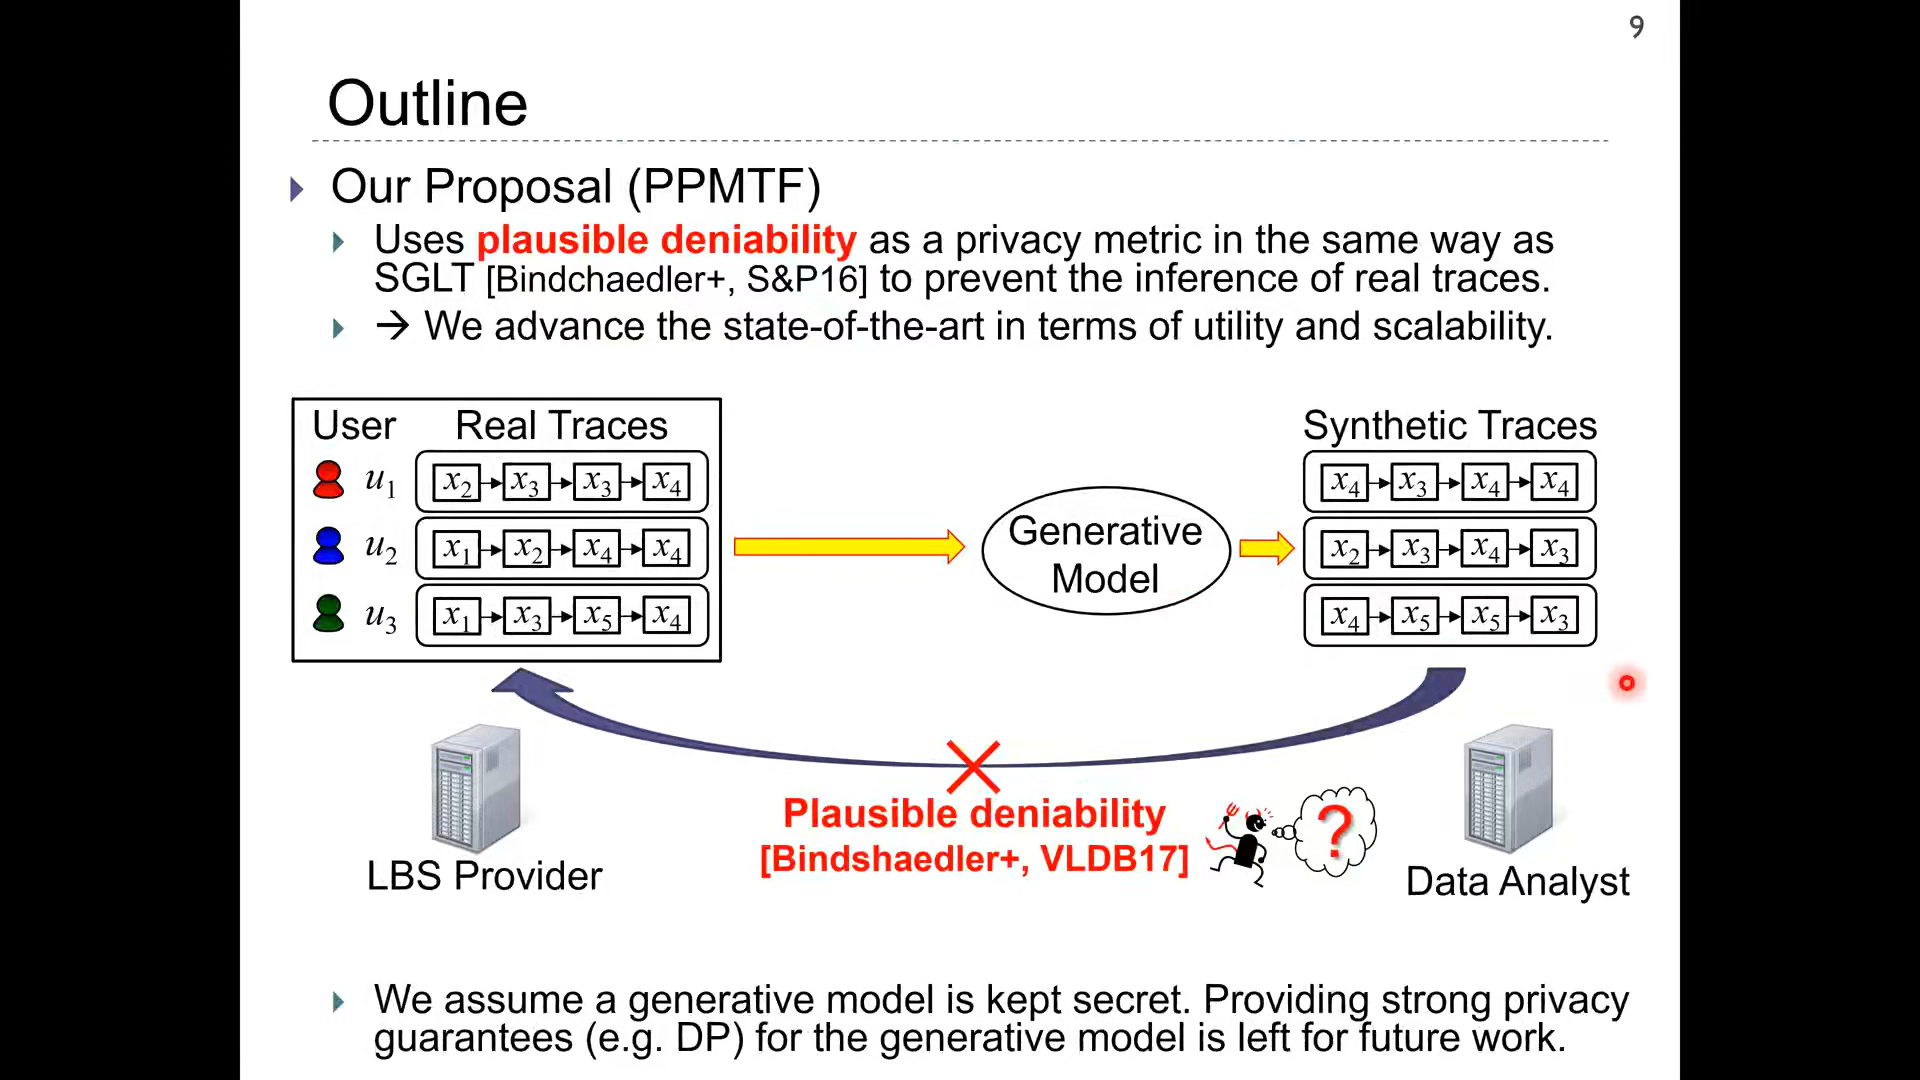 9
Outline
Our Proposal (PPMTF)
Uses plausible deniability as a privacy metric in the same way as
SGLT [Bindchaedler+, S&P16] to prevent the inference of real traces.
→ We advance the state-of-the-art in terms of utility and scalability.
User Real Traces
Synthetic Traces
u1 x2 x3 x3 x4
x4 x3 x4 x4
Generative
Model
u2 x1 x2 x4 x4
x2 x3 x4 x3
u3 x1 x3 x5 x4
x4 x5 x5 x3
Plausible deniability
[Bindshaedler+, VLDB17]
?
LBS Provider
Data Analyst
We assume a generative model is kept secret. Providing strong privacy
guarantees (e.g. DP) for the generative model is left for future work.